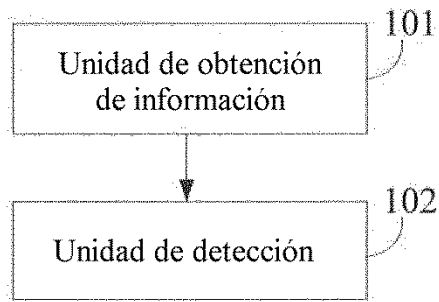 101
Unidad de obtención
de información
102
Unidad de detección